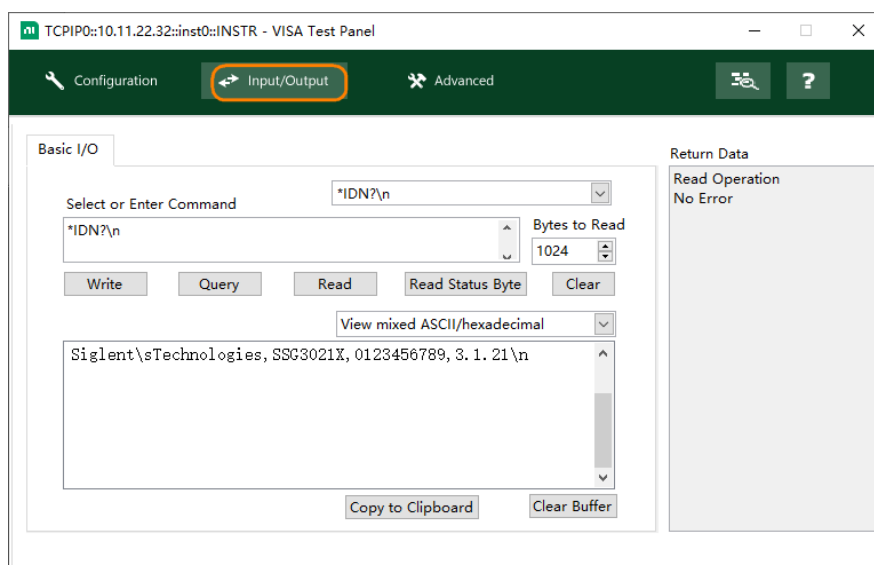 TCPIP0::10.11.22.32::inst0::INSTR - VISA Test Panel
Configuration
Input/Output
Advanced
?
Basic I/O
Select or Enter Command
*IDN?\n
*IDN?\n
Bytes to Read
1024
Write
Query
Read
Read Status Byte
Clear
View mixed ASCII/hexadecimal
Siglent\sTechnologies,SSG3021X,0123456789,3.1.21\n
Copy to Clipboard
Clear Buffer
Return Data
Read Operation
No Error